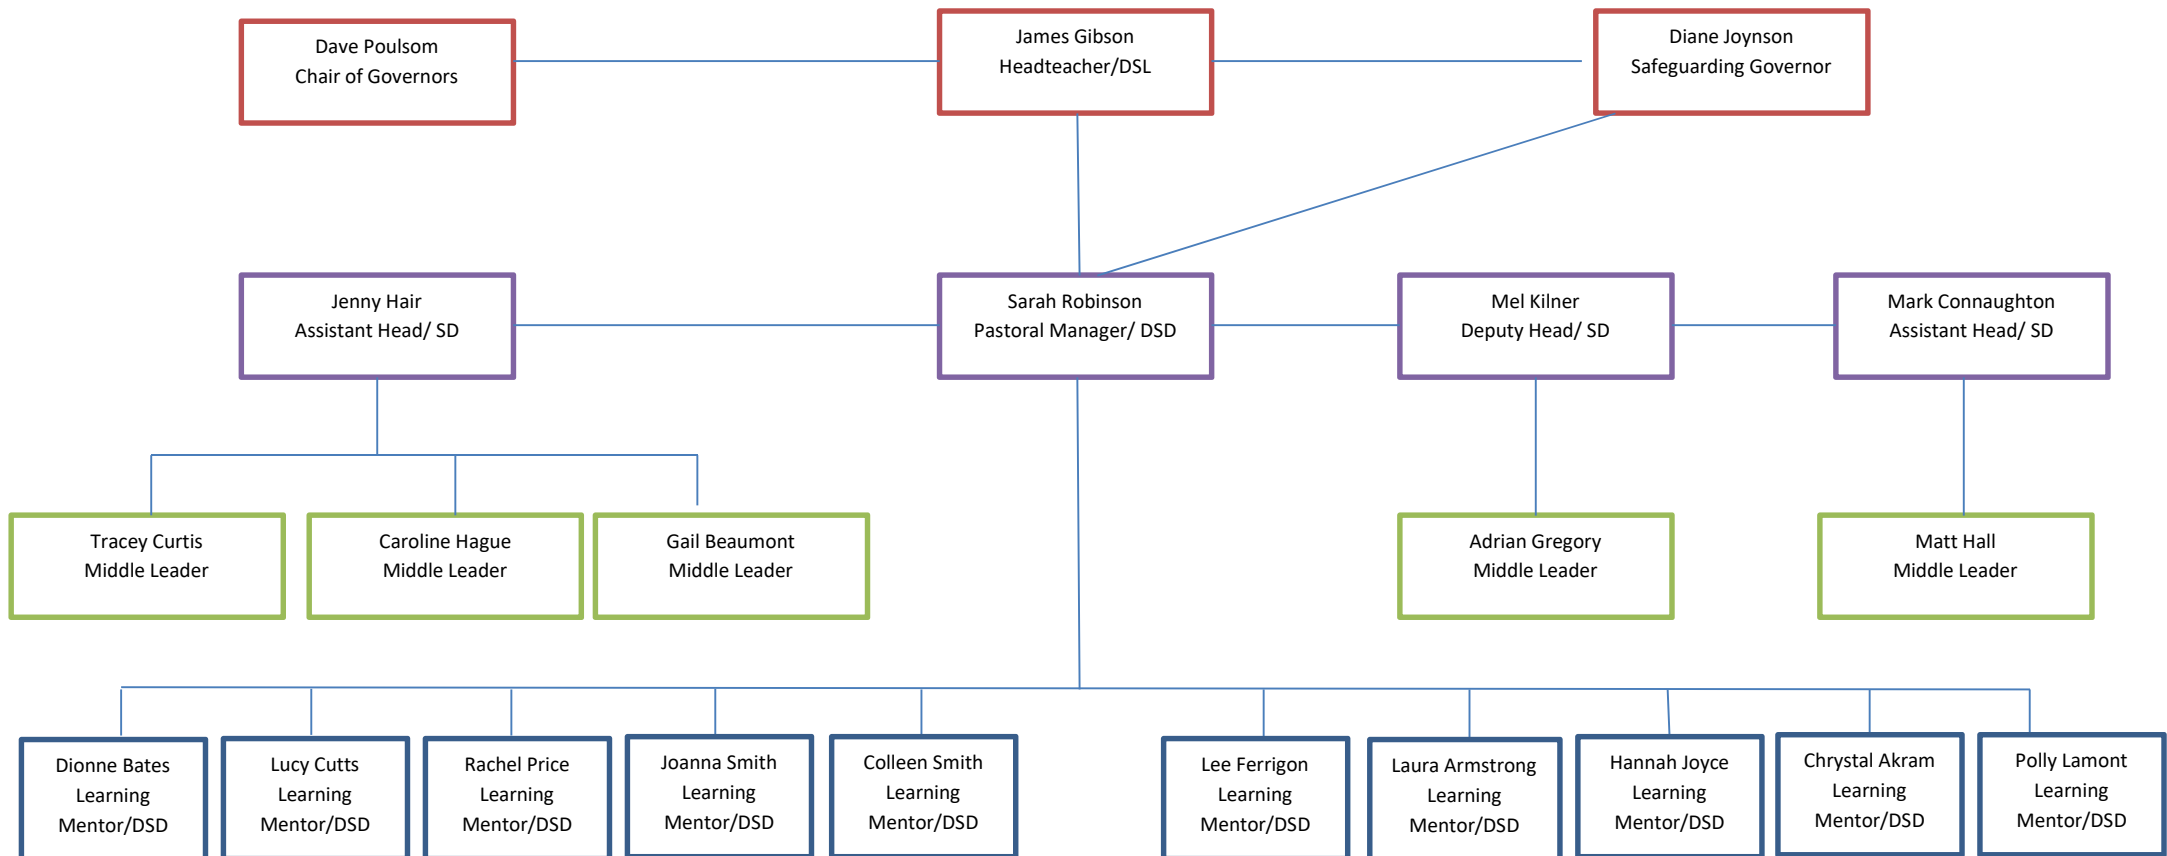 Dave Poulsom
Chair of Governors
James Gibson
Headteacher/DSL
Diane Joynson
Safeguarding Governor
Jenny Hair
Assistant Head/ SD
Sarah Robinson
Pastoral Manager/ DSD
Mel Kilner
Deputy Head/ SD
Mark Connaughton
Assistant Head/ SD
Tracey Curtis
Middle Leader
Caroline Hague
Middle Leader
Gail Beaumont
Middle Leader
Adrian Gregory
Middle Leader
Matt Hall
Middle Leader
Dionne Bates
Learning
Mentor/DSD
Lucy Cutts
Learning
Mentor/DSD
Rachel Price
Learning
Mentor/DSD
Joanna Smith
Learning
Mentor/DSD
Colleen Smith
Learning
Mentor/DSD
Lee Ferrigon
Learning
Mentor/DSD
Laura Armstrong
Learning
Mentor/DSD
Hannah Joyce
Learning
Mentor/DSD
Chrystal Akram
Learning
Mentor/DSD
Polly Lamont
Learning
Mentor/DSD